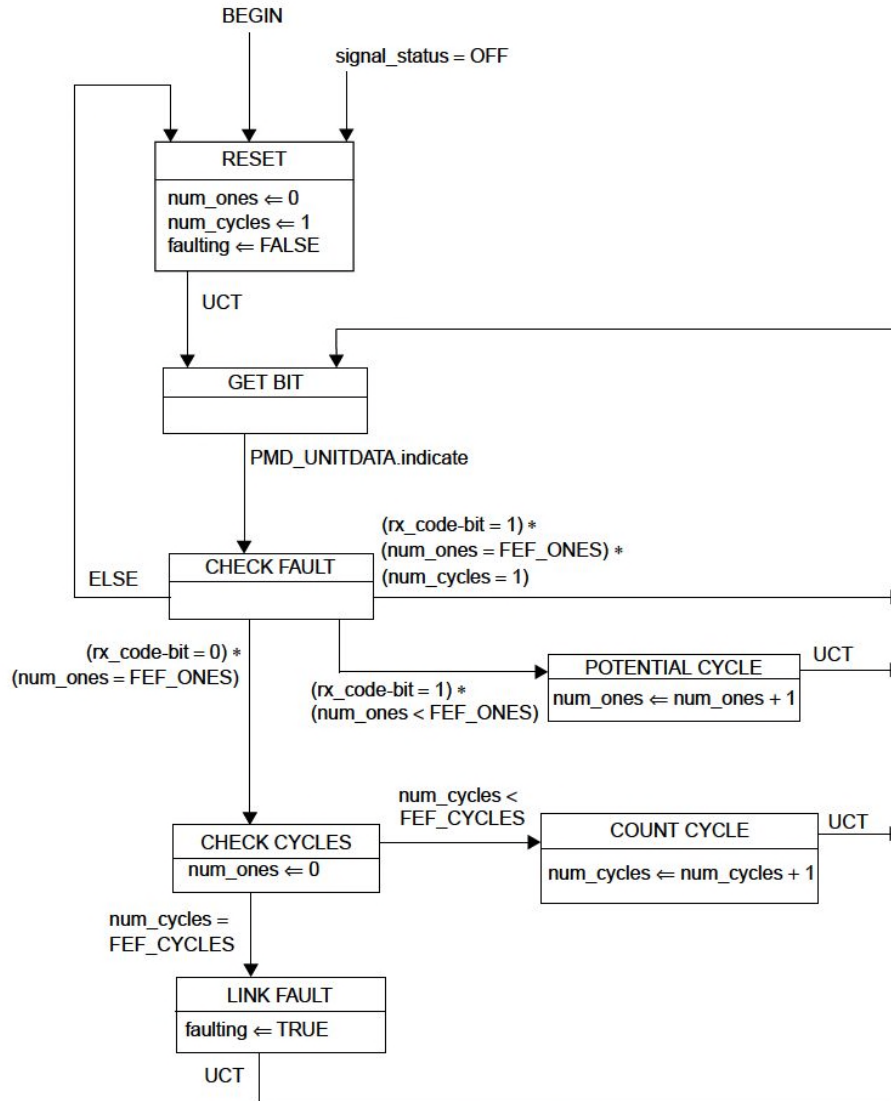 BEGIN
signal_status = OFF
RESET
num_ones ⇐ 0
num_cycles ⇐ 1
faulting ⇐ FALSE
UCT
GET BIT
PMD_UNITDATA.indicate
(rx_code-bit = 1) *
(num_ones = FEF_ONES) *
(num_cycles = 1)
CHECK FAULT
ELSE
(rx_code-bit = 0) *
(num_ones = FEF_ONES)
(rx_code-bit = 1) *
(num_ones < FEF_ONES)
POTENTIAL CYCLE
num_ones ⇐ num_ones + 1
UCT
num_cycles <
FEF_CYCLES
CHECK CYCLES
num_ones ⇐ 0
COUNT CYCLE
num_cycles ⇐ num_cycles + 1
UCT
num_cycles =
FEF_CYCLES
LINK FAULT
faulting ⇐ TRUE
UCT